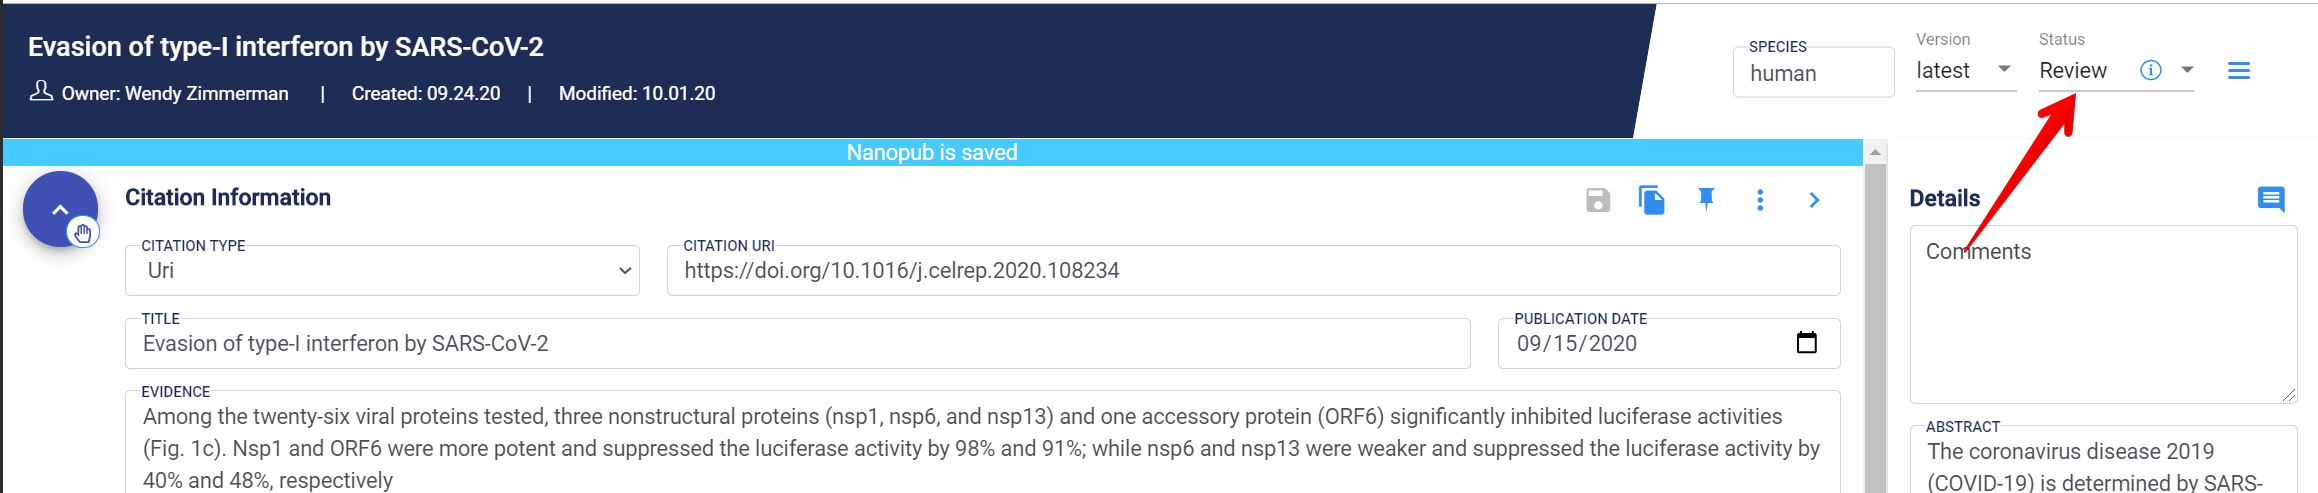 Evasion of type-I interferon by SARS-CoV-2
Owner: Wendy Zimmerman | Created: 09.24.20 | Modified: 10.01.20
SPECIES
human
Version
latest
Status
Review
Nanopub is saved
Citation Information
CITATION TYPE
Uri
CITATION URI
https://doi.org/10.1016/j.celrep.2020.108234
TITLE
Evasion of type-I interferon by SARS-CoV-2
PUBLICATION DATE
09/15/2020
EVIDENCE
Among the twenty-six viral proteins tested, three nonstructural proteins (nsp1, nsp6, and nsp13) and one accessory protein (ORF6) significantly inhibited luciferase activities
(Fig. 1c). Nsp1 and ORF6 were more potent and suppressed the luciferase activity by 98% and 91%; while nsp6 and nsp13 were weaker and suppressed the luciferase activity by
40% and 48%, respectively
Details
Comments
ABSTRACT
The coronavirus disease 2019
(COVID-19) is determined by SARS-